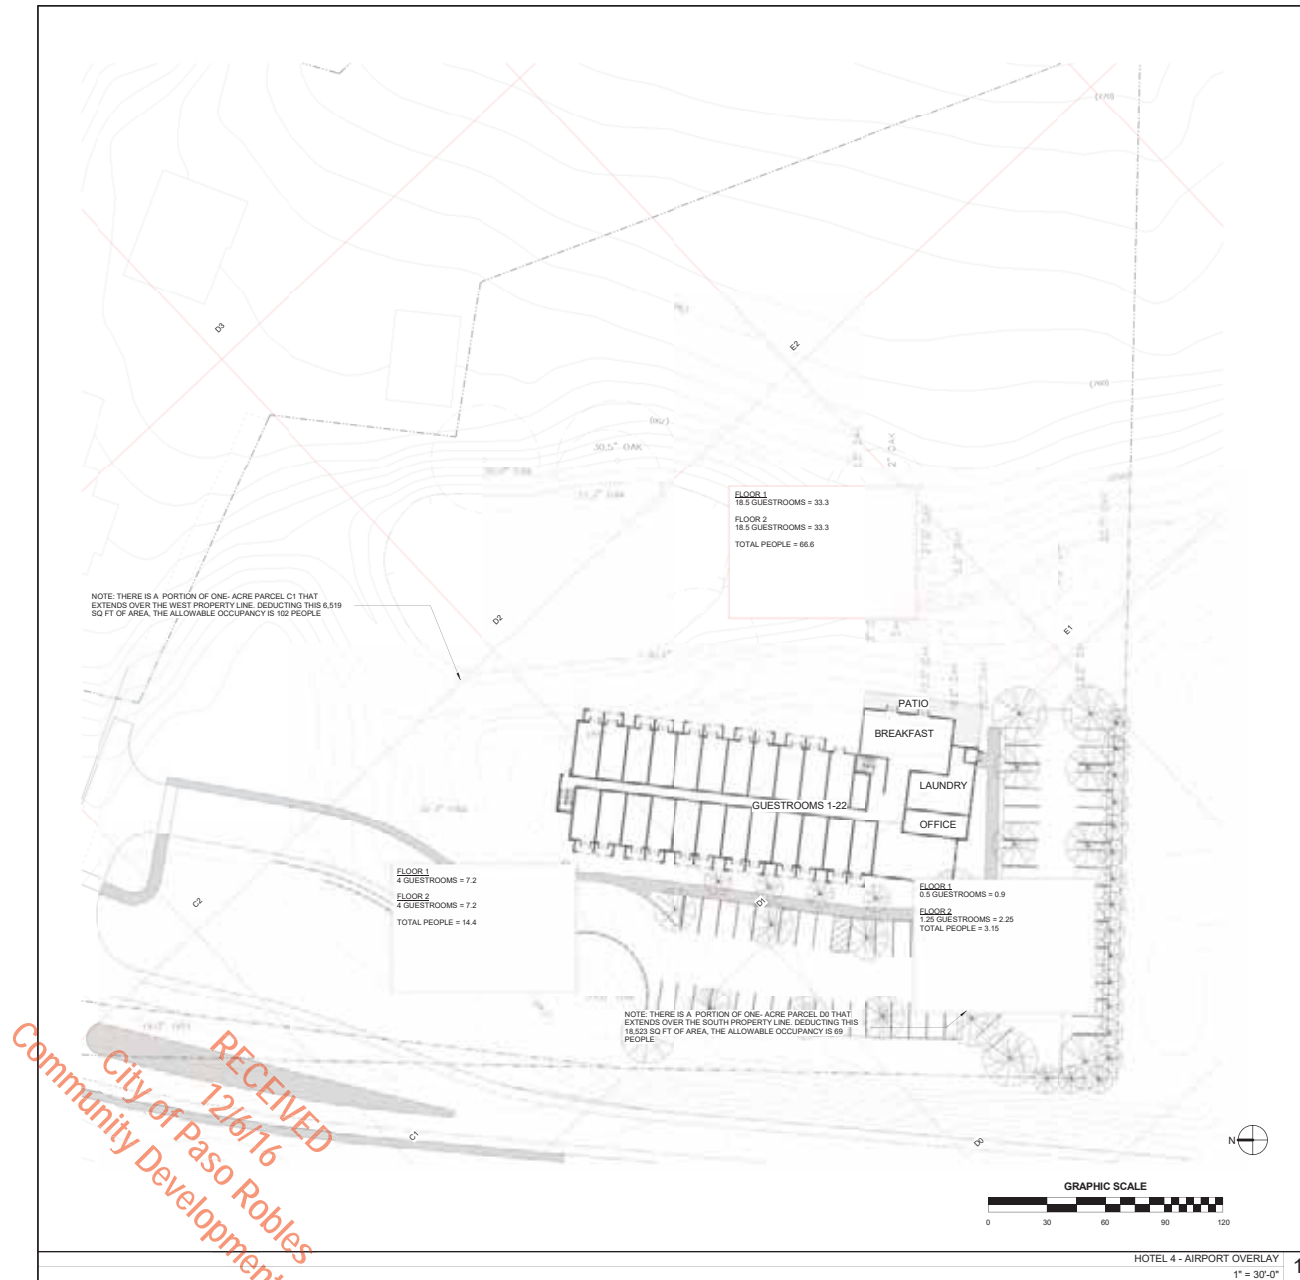 (770)
D3
E2
(760)
30.5" OAK
2" OAK
FLOOR 1
18.5 GUESTROOMS = 33.3
FLOOR 2
18.5 GUESTROOMS = 33.3
TOTAL PEOPLE = 66.6
NOTE: THERE IS A PORTION OF ONE- ACRE PARCEL C1 THAT
EXTENDS OVER THE WEST PROPERTY LINE. DEDUCTING THIS 6,519
SQ FT OF AREA, THE ALLOWABLE OCCUPANCY IS 102 PEOPLE
D2
E1
PATIO
BREAKFAST
LAUNDRY
GUESTROOMS 1-22
OFFICE
FLOOR 1
4 GUESTROOMS = 7.2
FLOOR 2
4 GUESTROOMS = 7.2
TOTAL PEOPLE = 14.4
C2
D1
FLOOR 1
0.5 GUESTROOMS = 0.9
FLOOR 2
1.25 GUESTROOMS = 2.25
TOTAL PEOPLE = 3.15
NOTE: THERE IS A PORTION OF ONE- ACRE PARCEL D0 THAT
EXTENDS OVER THE SOUTH PROPERTY LINE. DEDUCTING THIS
18,523 SQ FT OF AREA, THE ALLOWABLE OCCUPANCY IS 69
PEOPLE
RECEIVED
12/6/16
City of Paso Robles
Community Development
C1
D0
N
GRAPHIC SCALE
0 30 60 90 120
HOTEL 4 - AIRPORT OVERLAY
1" = 30'-0"
1